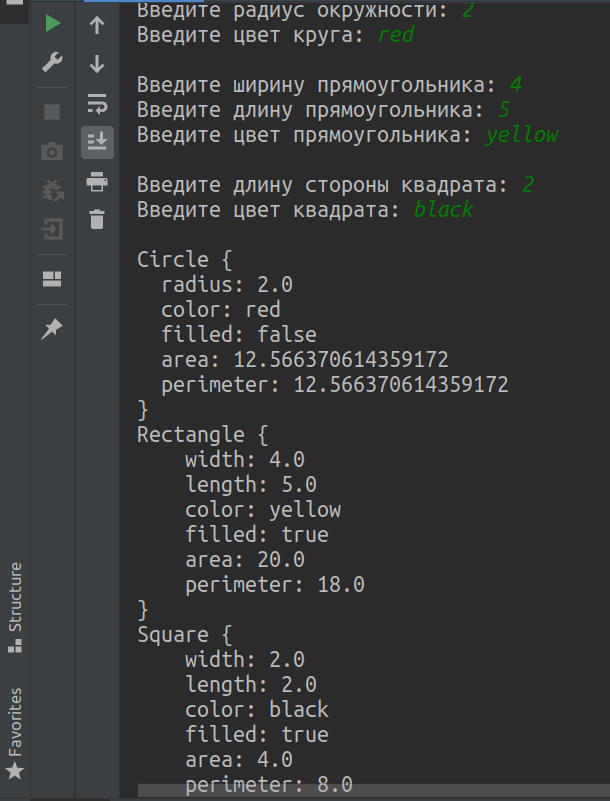 Введите радиус окружности: 2
Введите цвет круга: red
Введите ширину прямоугольника: 4
Введите длину прямоугольника: 5
Введите цвет прямоугольника: yellow
Введите длину стороны квадрата: 2
Введите цвет квадрата: black
Circle {
radius: 2.0
color: red
filled: false
area: 12.566370614359172
perimeter: 12.566370614359172
}
Rectangle {
width: 4.0
length: 5.0
color: yellow
filled: true
area: 20.0
perimeter: 18.0
}
Square {
width: 2.0
length: 2.0
color: black
filled: true
area: 4.0
perimeter: 8.0
Structure
Favorites